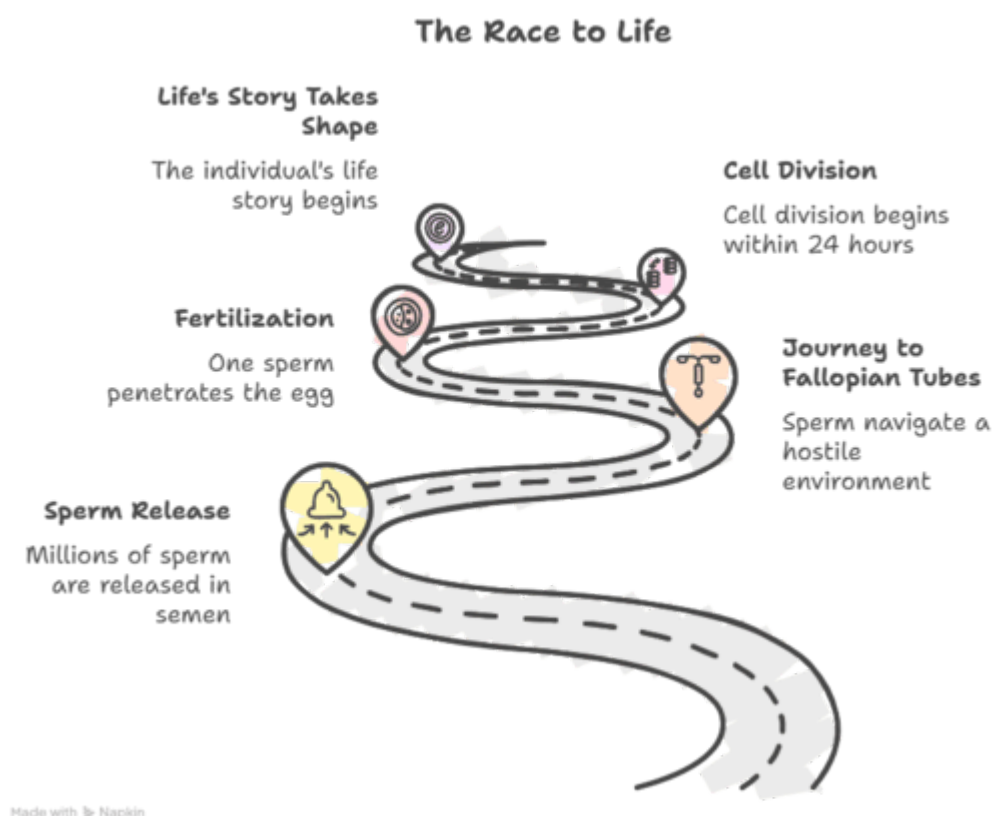 The Race to Life
Life's Story Takes
Shape
The individual's life
story begins
Cell Division
Cell division begins
within 24 hours
Fertilization
One sperm
penetrates the egg
Journey to
Fallopian Tubes
Sperm navigate a
hostile
environment
Sperm Release
Millions of sperm
are released in
semen
Made with Napkin